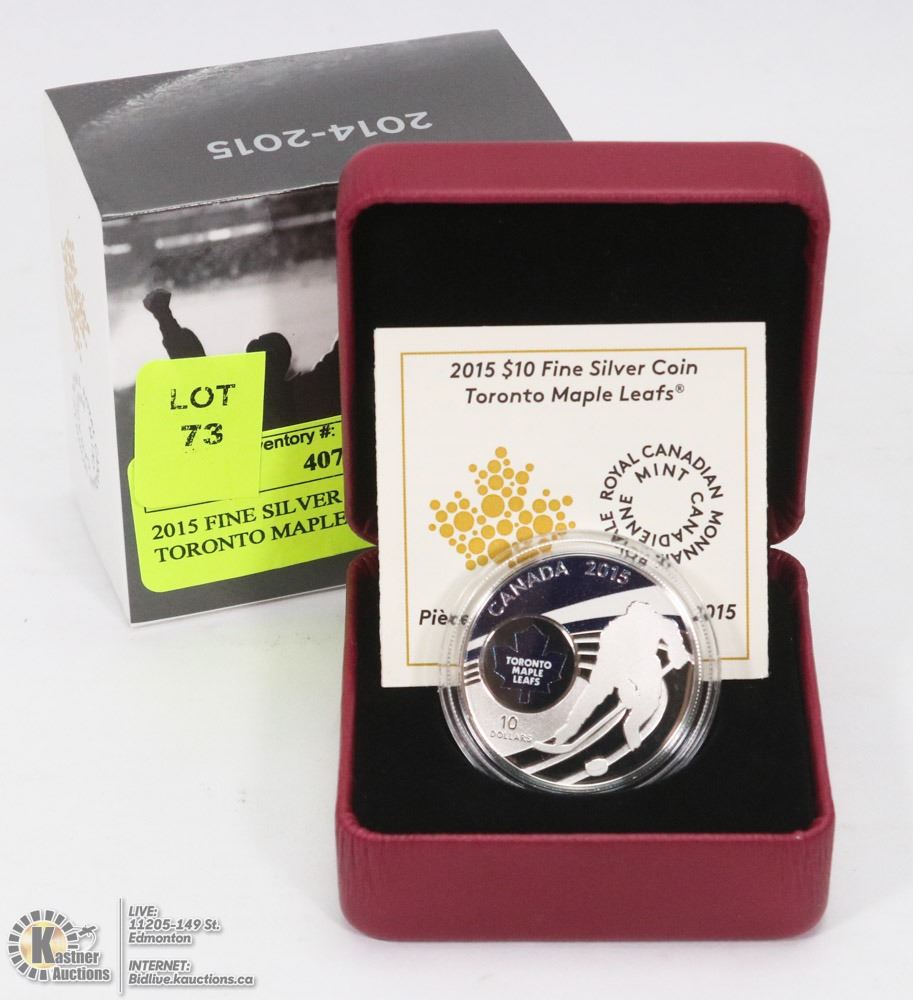 2014-2015
LOT
73
ventory #:
407
2015 FINE SILVER
TORONTO MAPLE
2015 $10 Fine Silver Coin
Toronto Maple Leafs®
ROYAL CANADIAN MINT
MONNAIE ROYALE CANADIENNE
Pièce
2015
CANADA 2015
TORONTO
MAPLE
LEAFS
10
DOLLARS
Kastner
Auctions
LIVE:
11205-149 St.
Edmonton
INTERNET:
Bidlive.kauctions.ca